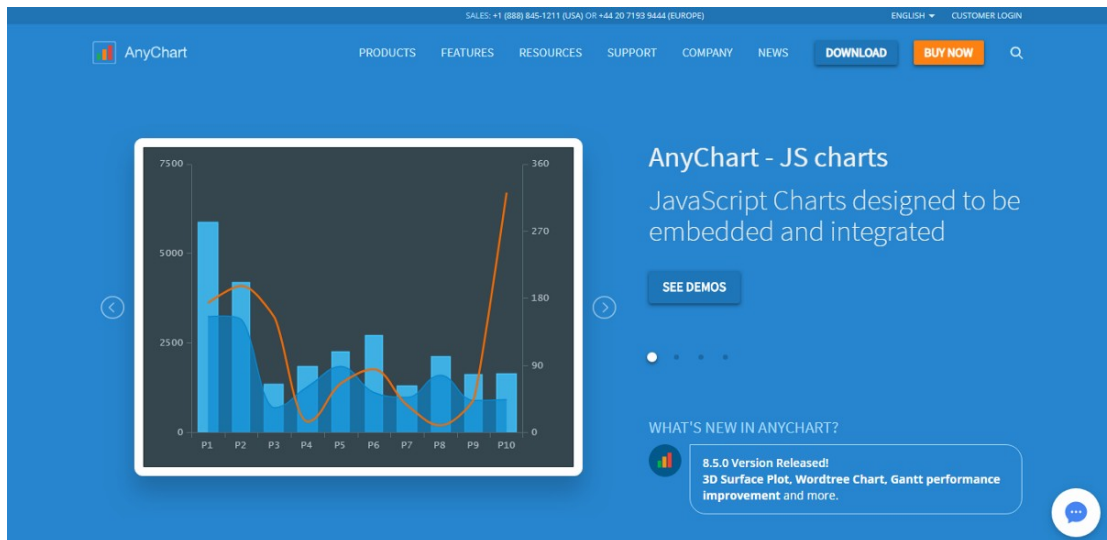 SALES: +1 (888) 845-1211 (USA) OR +44 20 7193 9444 (EUROPE)
ENGLISH
CUSTOMER LOGIN
AnyChart
PRODUCTS
FEATURES
RESOURCES
SUPPORT
COMPANY
NEWS
DOWNLOAD
BUY NOW
7500
5000
2500
0
360
270
180
90
0
P1 P2 P3 P4 P5 P6 P7 P8 P9 P10
AnyChart - JS charts
JavaScript Charts designed to be
embedded and integrated
SEE DEMOS
WHAT'S NEW IN ANYCHART?
8.5.0 Version Released!
3D Surface Plot, Wordtree Chart, Gantt performance
improvement and more.